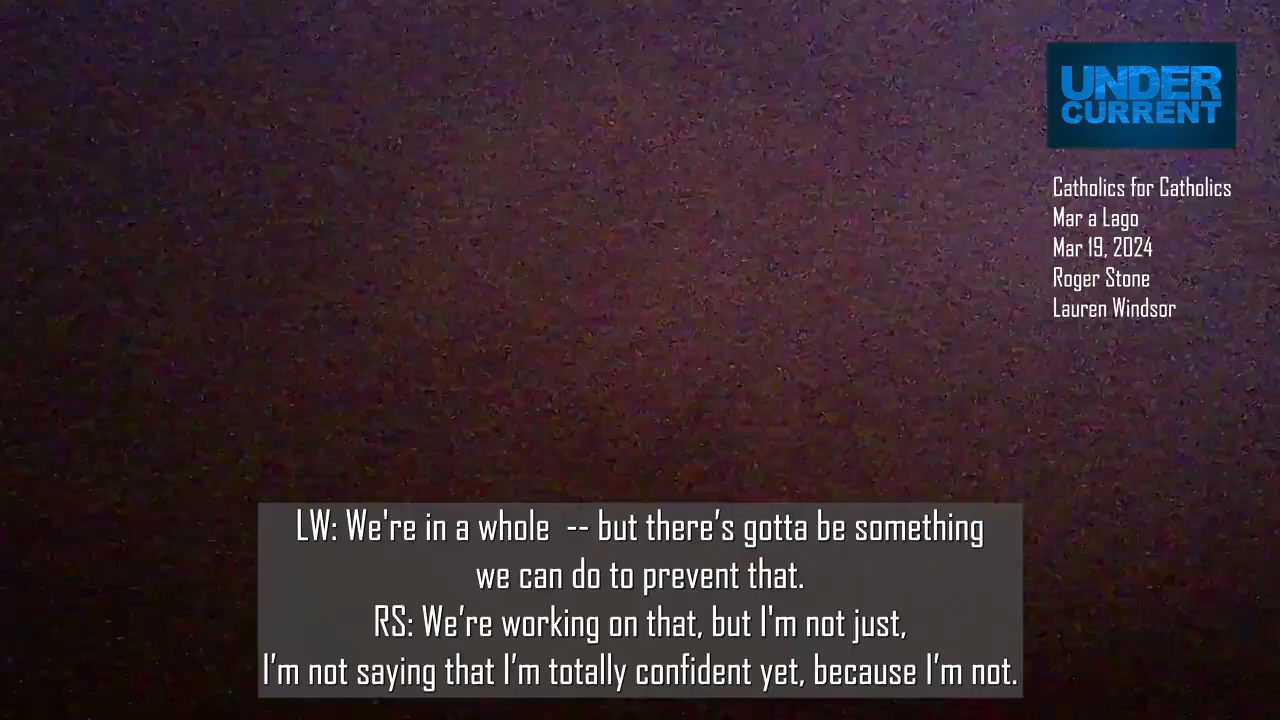 UNDER
CURRENT
Catholics for Catholics
Mar a Lago
Mar 19, 2024
Roger Stone
Lauren Windsor
LW: We're in a whole  -- but there’s gotta be something
we can do to prevent that.
RS: We’re working on that, but I'm not just,
I’m not saying that I’m totally confident yet, because I’m not.